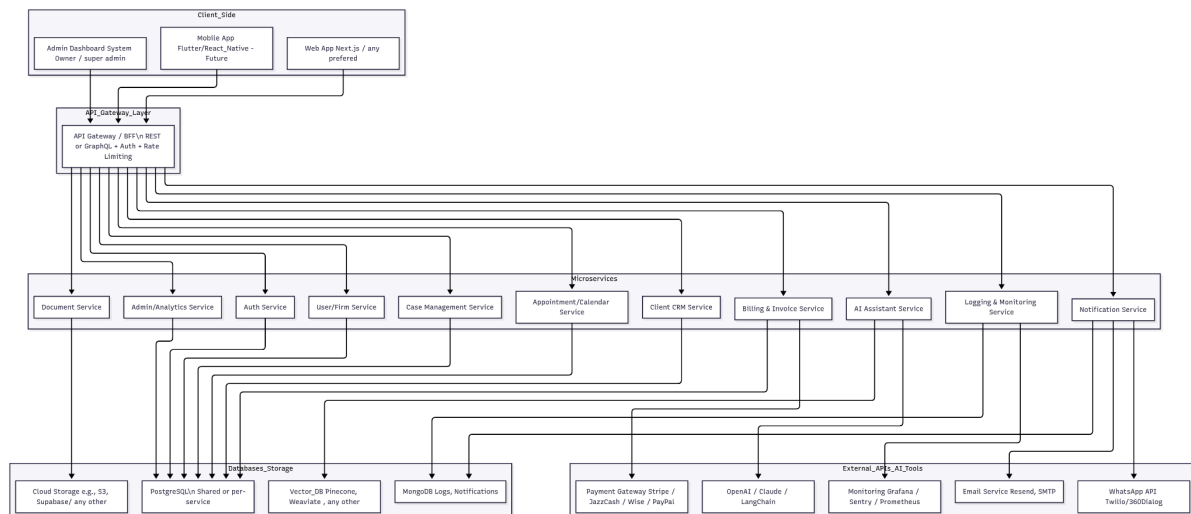 Client_Side
Admin Dashboard System
Owner / super admin
Mobile App
Flutter/React_Native -
Future
Web App Next.js / any
prefered
API_Gateway_Layer
API Gateway / BFF\n REST
or GraphQL + Auth + Rate
Limiting
Microservices
Document Service
Admin/Analytics Service
Auth Service
User/Firm Service
Case Management Service
Appointment/Calendar
Service
Client CRM Service
Billing & Invoice Service
AI Assistant Service
Logging & Monitoring
Service
Notification Service
Databases_Storage
Cloud Storage e.g., S3,
Supabase/ any other
PostgreSQL\n Shared or per-
service
Vector_DB Pinecone,
Weaviate , any other
MongoDB Logs, Notifications
External_APIs_AI_Tools
Payment Gateway Stripe /
JazzCash / Wise / PayPal
OpenAI / Claude /
LangChain
Monitoring Grafana /
Sentry / Prometheus
Email Service Resend, SMTP
WhatsApp API
Twilio/360Dialog